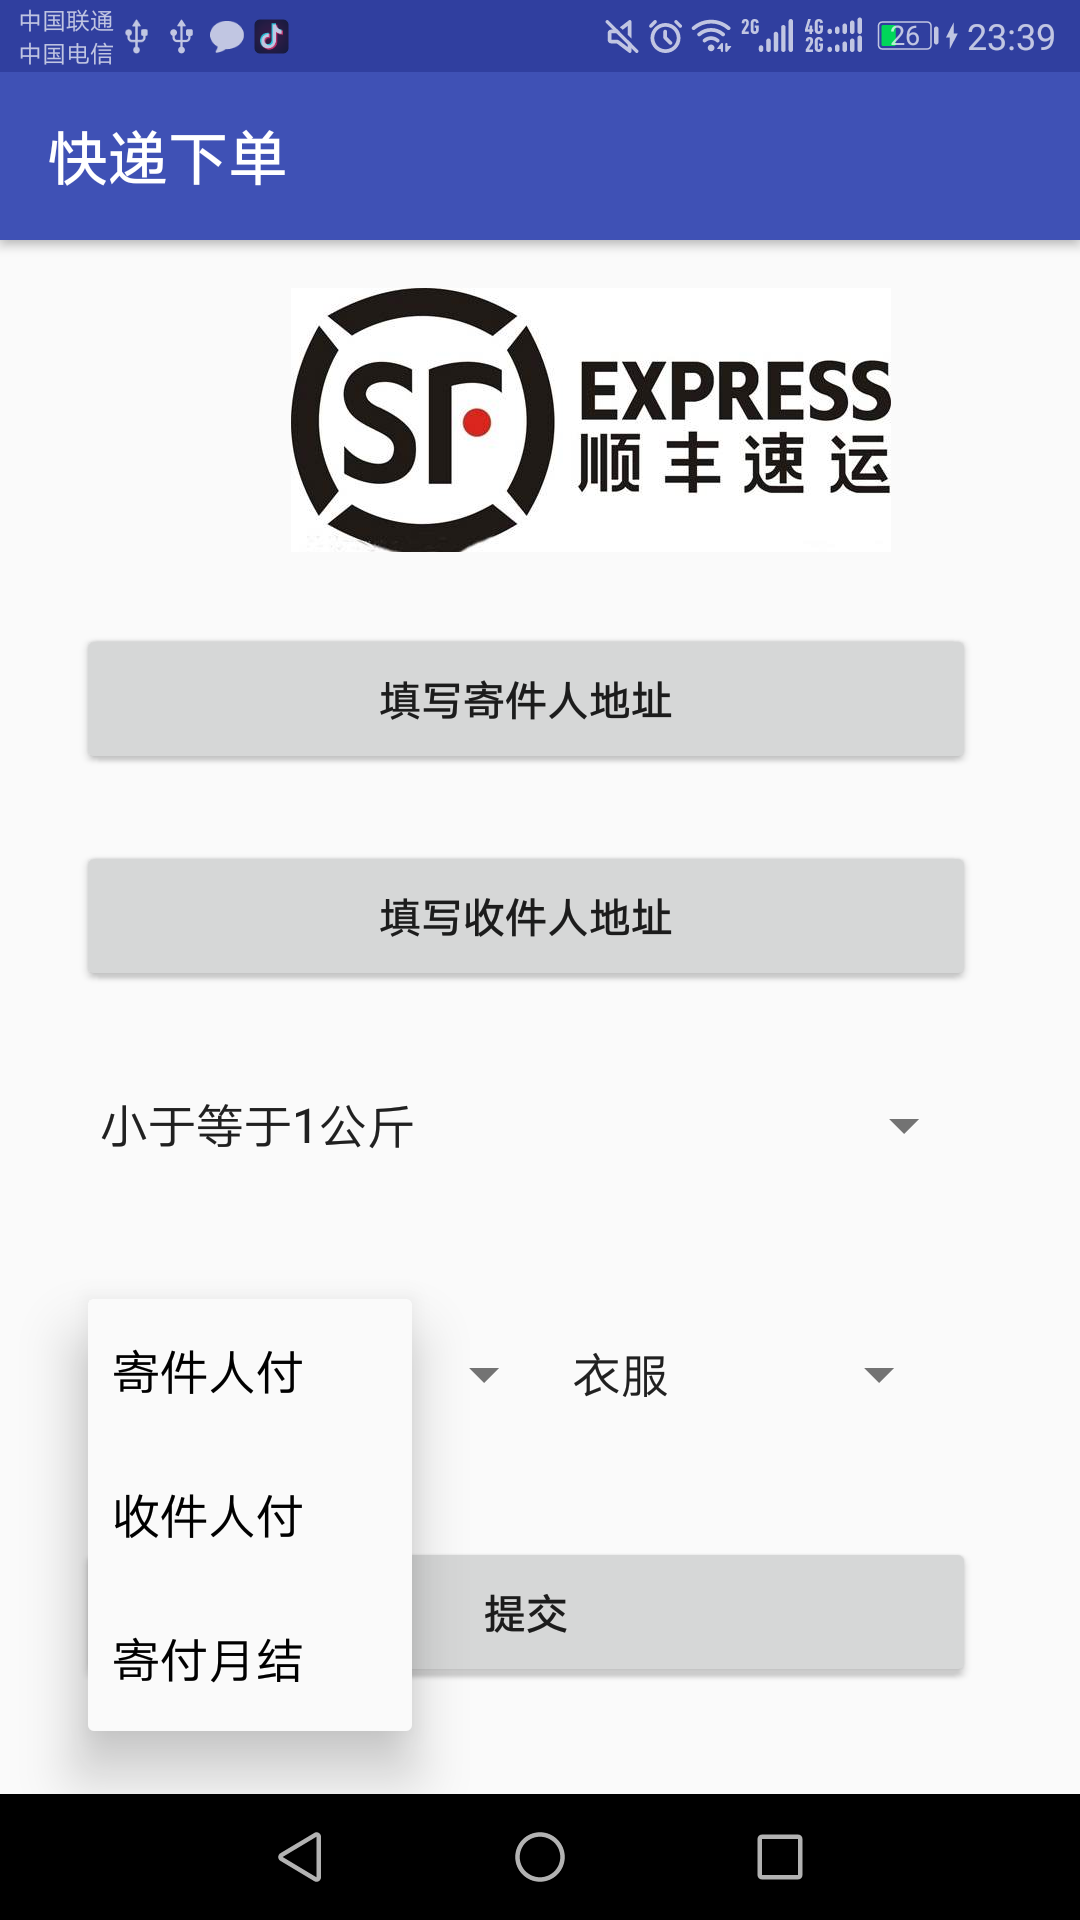 中国联通
中国电信
2G
4G
2G
26
23:39
快递下单
SF
EXPRESS
顺丰速运
填写寄件人地址
填写收件人地址
小于等于1公斤
寄件人付
衣服
收件人付
提交
寄付月结